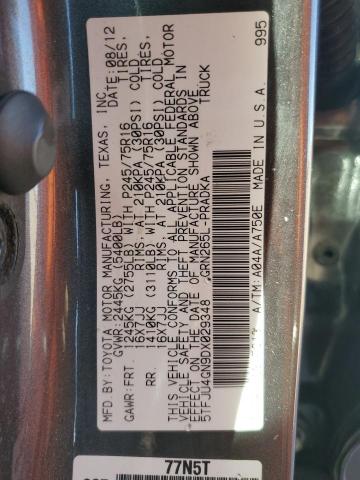 MFD.BY:TOYOTA MOTOR MANUFACTURING, TEXAS, INC.
DATE:08/12
GVWR:2445KG (5400LB)
GAWR:FRT. 1245KG (2755LB) WITH P245/75R16 TIRES,
16X7JJ RIMS, AT 210KPA (30PSI) COLD
RR. 1410KG (3110LB) WITH P245/75R16 TIRES,
16X7JJ RIMS, AT 210KPA (30PSI) COLD
THIS VEHICLE CONFORMS TO ALL APPLICABLE FEDERAL MOTOR
VEHICLE SAFETY AND THEFT PREVENTION STANDARDS IN
EFFECT ON THE DATE OF MANUFACTURE SHOWN ABOVE.
5TFJU4GN9DX029348 TRUCK
GRN265L-PRADKA
A/TM: A04A/A750E
MADE IN U.S.A. 995
77N5T